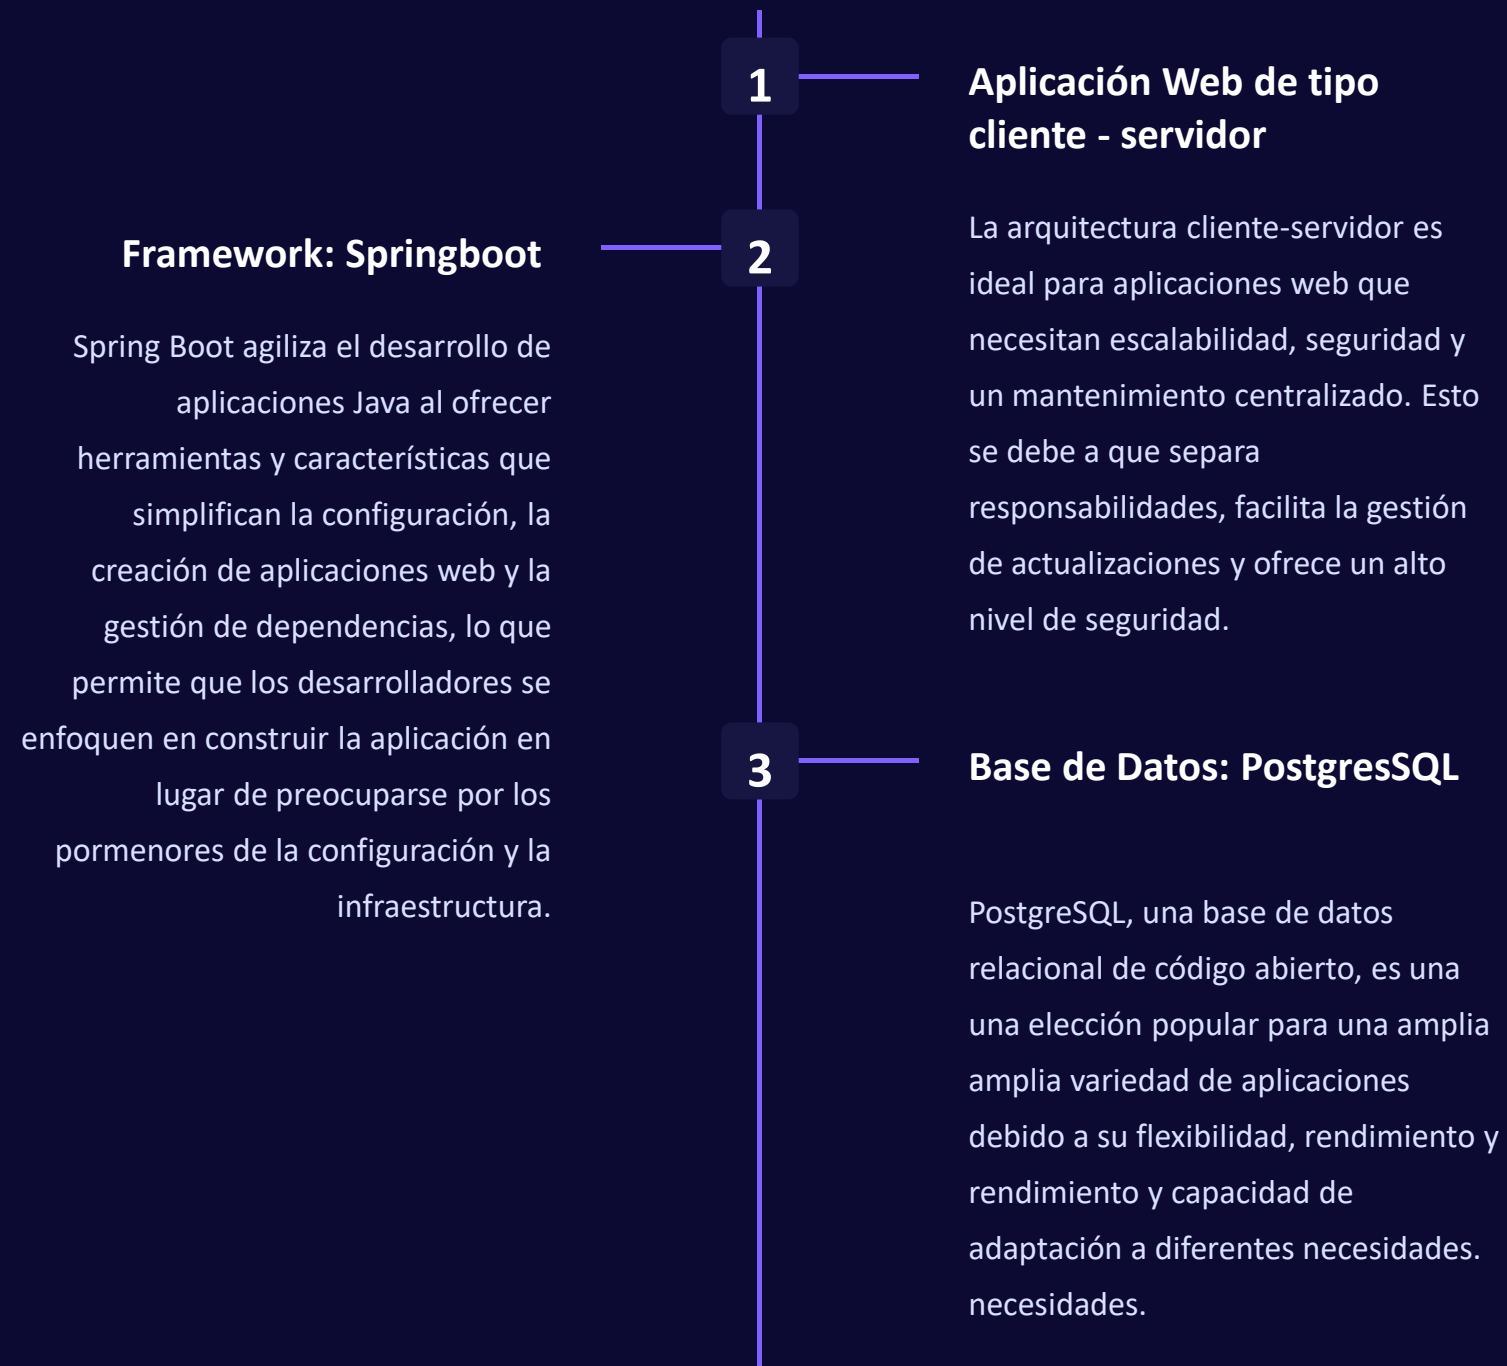 1
Aplicación Web de tipo
cliente - servidor
La arquitectura cliente-servidor es
ideal para aplicaciones web que
necesitan escalabilidad, seguridad y
un mantenimiento centralizado. Esto
se debe a que separa
responsabilidades, facilita la gestión
de actualizaciones y ofrece un alto
nivel de seguridad.
2
Framework: Springboot
Spring Boot agiliza el desarrollo de
aplicaciones Java al ofrecer
herramientas y características que
simplifican la configuración, la
creación de aplicaciones web y la
gestión de dependencias, lo que
permite que los desarrolladores se
enfoquen en construir la aplicación en
lugar de preocuparse por los
pormenores de la configuración y la
infraestructura.
3
Base de Datos: PostgresSQL
PostgreSQL, una base de datos
relacional de código abierto, es una
una elección popular para una amplia
amplia variedad de aplicaciones
debido a su flexibilidad, rendimiento y
rendimiento y capacidad de
adaptación a diferentes necesidades.
necesidades.